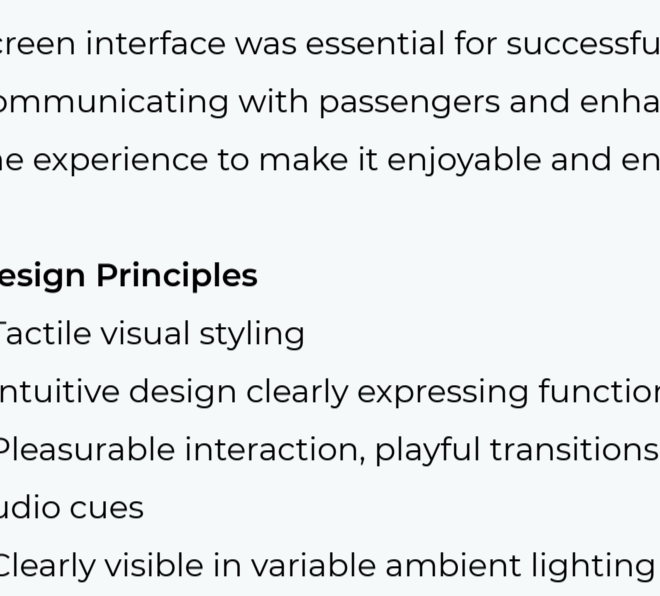 creen interface was essential for successfu
ommunicating with passengers and enha
he experience to make it enjoyable and en
esign Principles
Tactile visual styling
ntuitive design clearly expressing function
Pleasurable interaction, playful transitions
udio cues
Clearly visible in variable ambient lighting